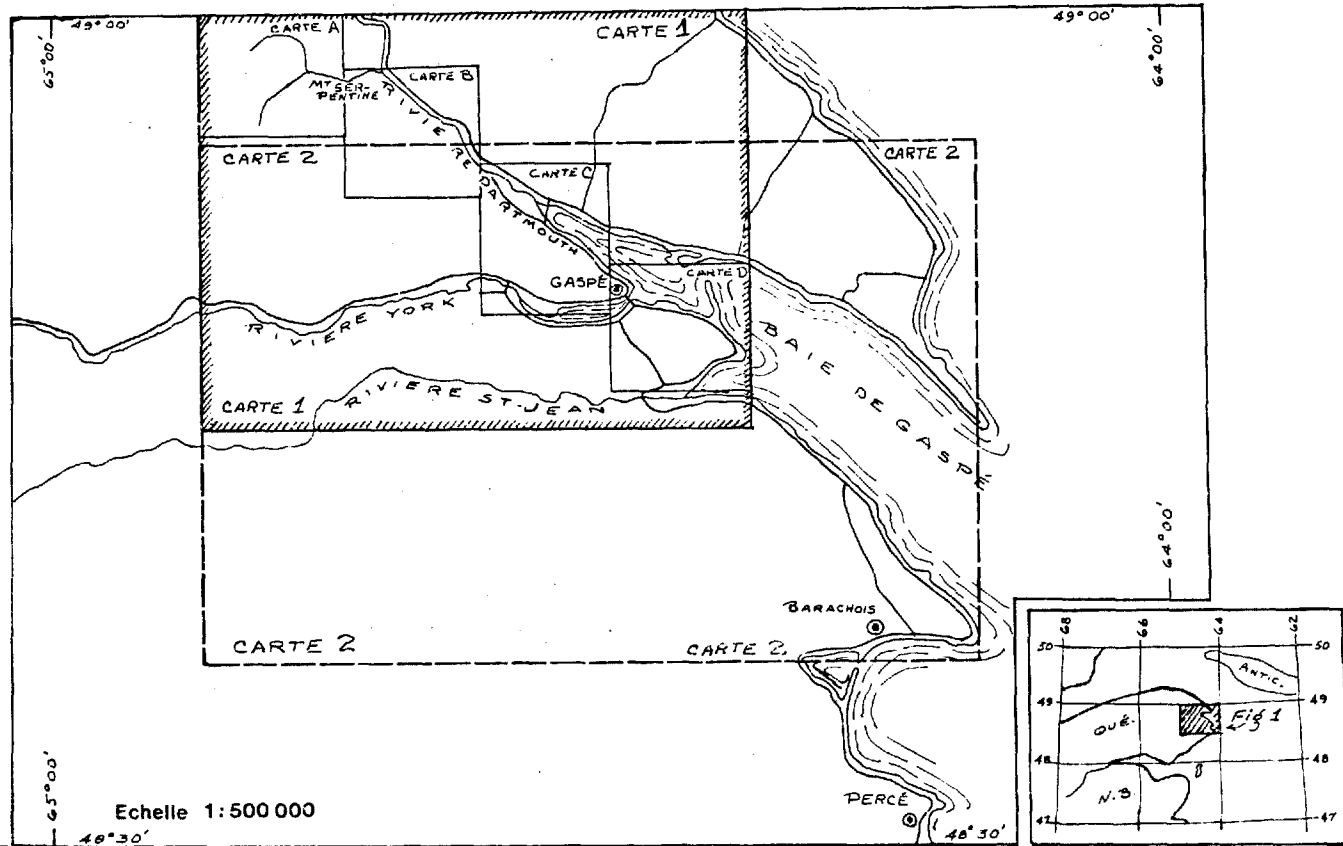 49° 00'
49° 00'
65° 00'
64° 00'
CARTE A
CARTE 1
MT SER-
PENTINE
CARTE B
RIVIERE DARTMOUTH
CARTE 2
CARTE 2
CARTE C
GASPÉ
CARTE D
RIVIERE YORK
BAIE DE GASPÉ
CARTE 1
RIVIERE ST-JEAN
64° 00'
BARACHOIS
CARTE 2
CARTE 2
65° 00'
Echelle 1:500 000
PERCÉ
48° 30'
48° 30'
68
66
64
62
50
50
ANTIC.
49
49
QUÉ.
Fig 1
48
48
N.B.
47
47